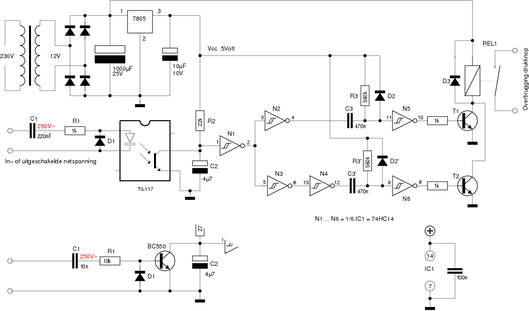 7805
1
3
2
230V
12V
1000µF
25V
10µF
10V
Vcc 5Volt
REL1
Overbrugging drukknop
D3
R3
560k
D2
C3
470n
N2
3
4
N5
11
10
1k
T1
C1
250V~
220nF
R1
1k
D1
In= of uitgeschakelde netspanning
TIL117
R2
22k
N1
1
2
C2
4µ7
R3'
560k
D2'
C3'
470n
N3
5
6
N4
13
12
9
8
N6
1k
T2
N1 ... N6 = 1/6 IC1 = 74HC14
C1
250V~
10n
R1
10k
BC550
D1
22
1
C2
4µ7
14
IC1
7
100n